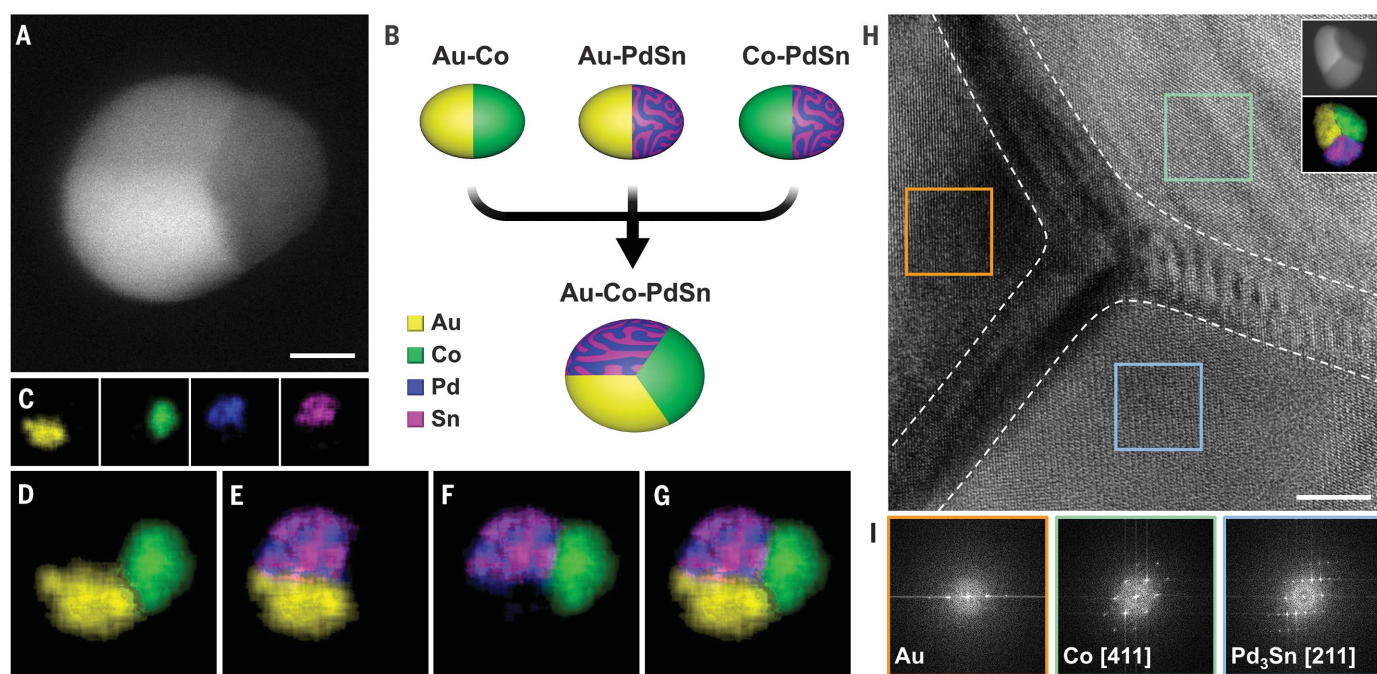 A
B
Au-Co
Au-PdSn
Co-PdSn
Au-Co-PdSn
Au
Co
Pd
Sn
C
D
E
F
G
H
I
Au
Co [411]
Pd₃Sn [211]